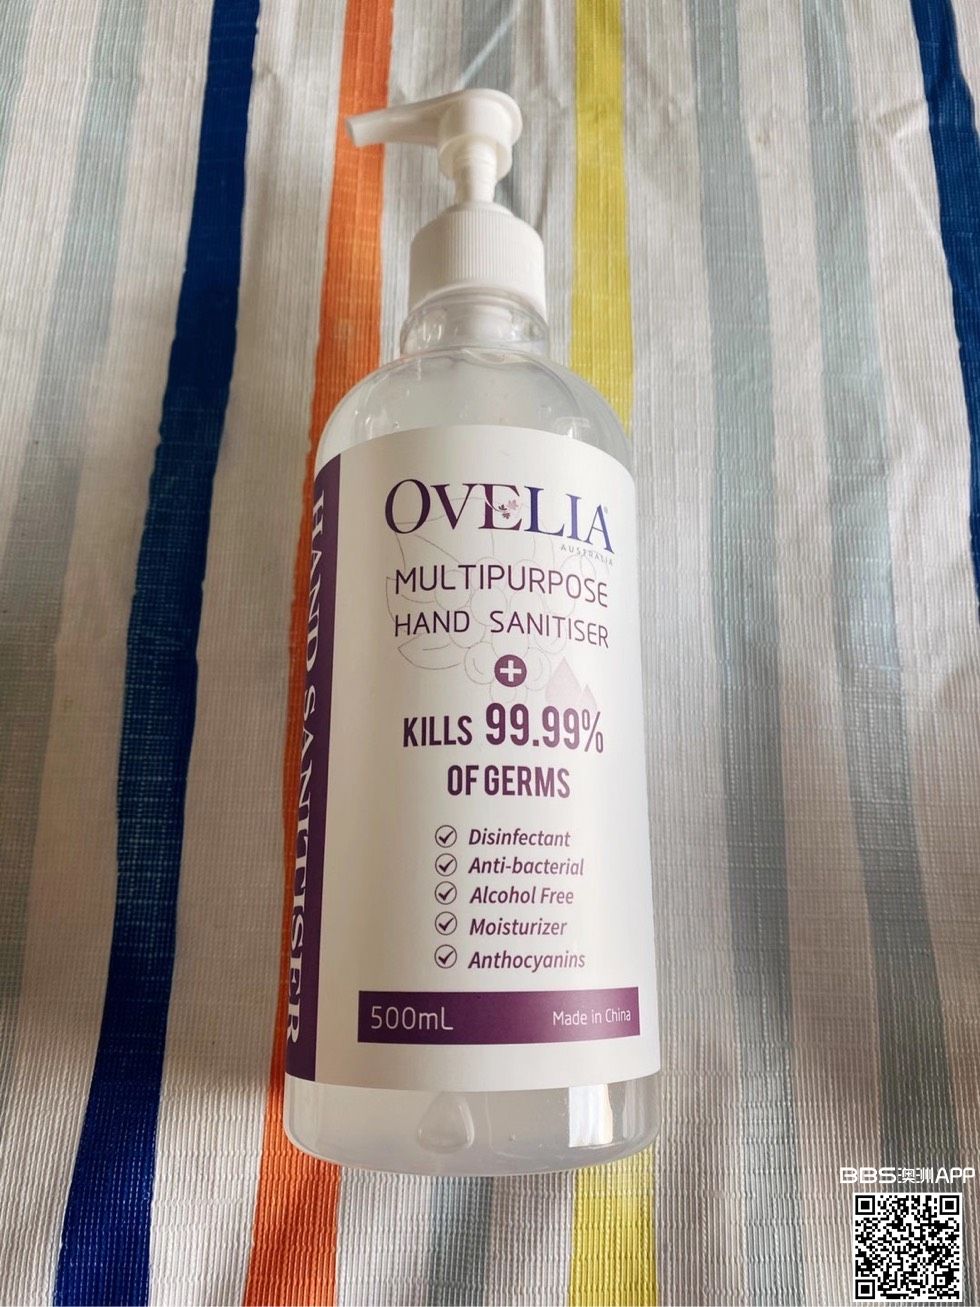 OVELIA®
AUSTRALIA
MULTIPURPOSE
HAND SANITISER
KILLS 99.99%
OF GERMS
Disinfectant
Anti-bacterial
Alcohol Free
Moisturizer
Anthocyanins
500mL
Made in China
HAND SANITISER
BBS澳洲APP